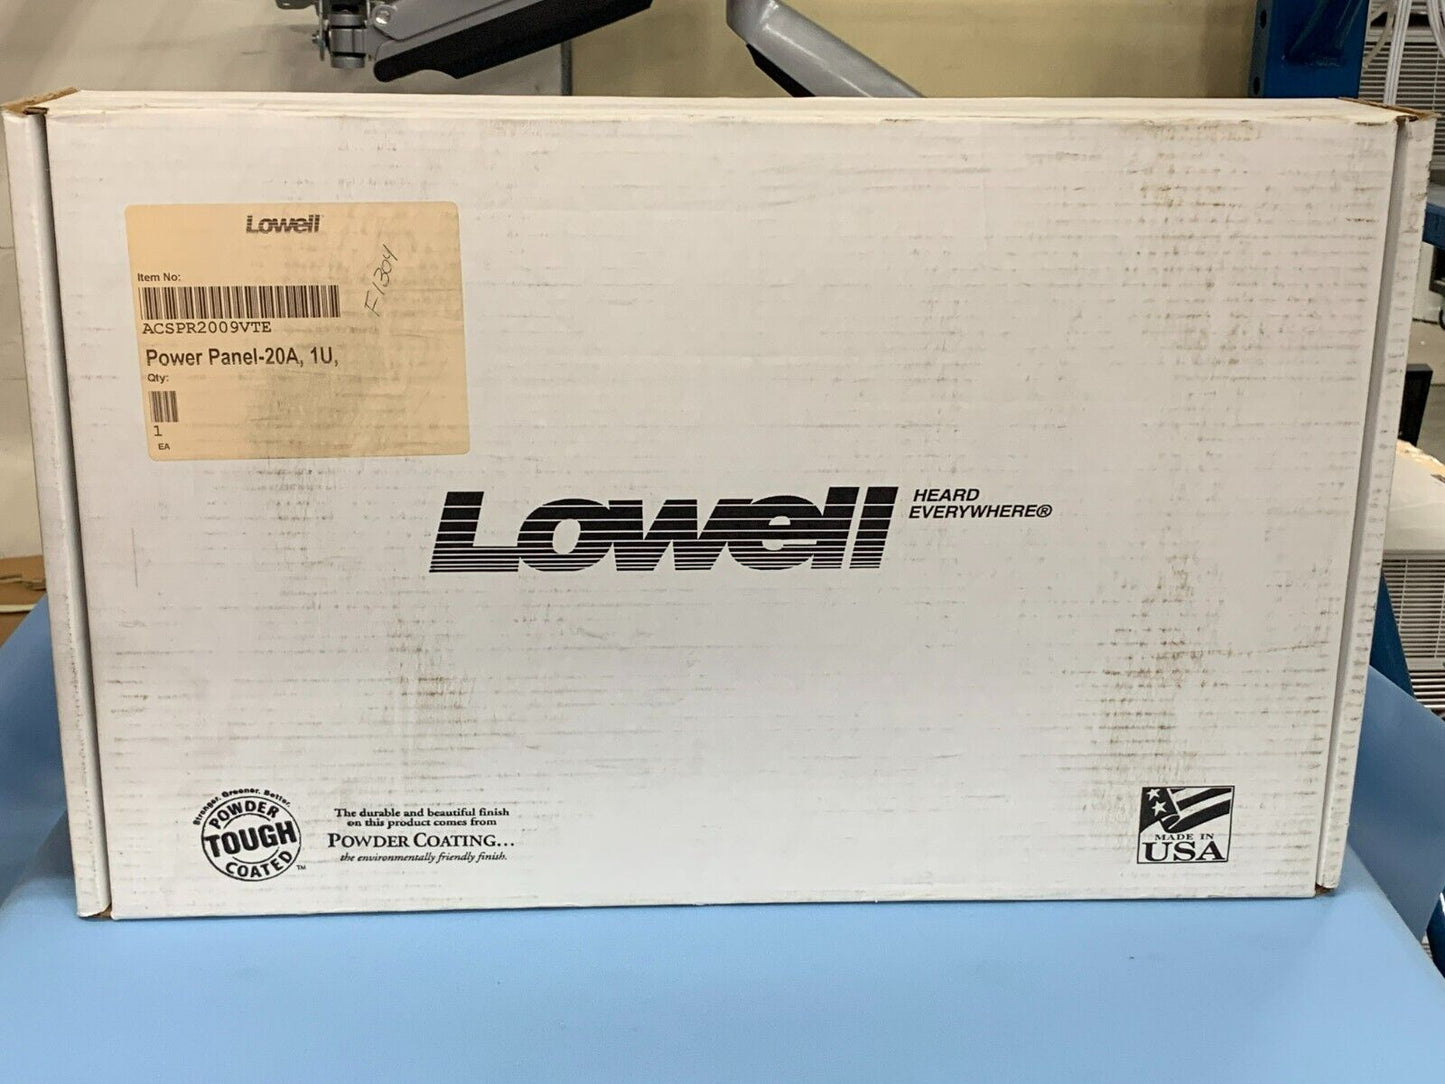 Lowell
F1304
Item No:
ACSPR2009VTE
Power Panel-20A, 1U,
Qty:
1
EA
Lowell
HEARD
EVERYWHERE®
Stronger. Greener. Better.
POWDER
TOUGH
COATED
TM
The durable and beautiful finish
on this product comes from
POWDER COATING...
the environmentally friendly finish.
MADE IN
USA